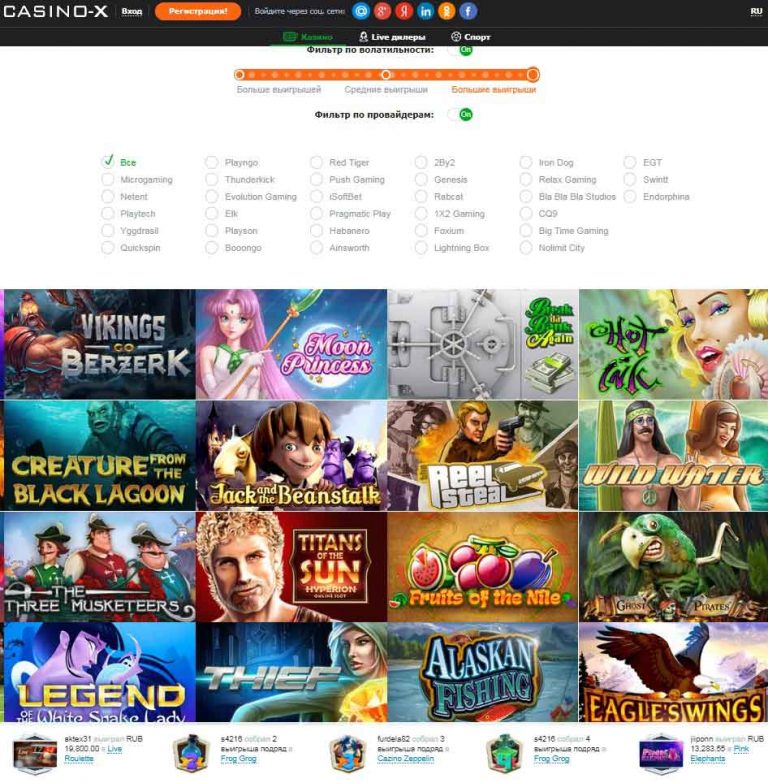 CASINO-X Вход Регистрация! Войдите через соц. сети: RU
Казино Live дилеры Спорт
Фильтр по волатильности: On
Больше выигрышей Средние выигрыши Большие выигрыши
Фильтр по провайдерам: On
Все Playngo Red Tiger 2By2 Iron Dog EGT
Microgaming Thunderkick Push Gaming Genesis Relax Gaming Swintt
Netent Evolution Gaming iSoftBet Rabcat Bla Bla Bla Studios Endorphina
Playtech Elk Pragmatic Play 1X2 Gaming CQ9
Yggdrasil Playson Habanero Foxium Big Time Gaming
Quickspin Booongo Ainsworth Lightning Box Nolimit City
VIKINGS GO BERZERK
Moon Princess
Break da Bank Again
Hot Ink
CREATURE FROM THE BLACK LAGOON
Jack and the Beanstalk
REEL STEAL
WILD WATER
THE THREE MUSKETEERS
TITANS OF THE SUN HYPERION ONLINE SLOT
Fruits of the Nile
GHOST PIRATES
LEGEND OF THE White Snake Lady
THIEF
ALASKAN FISHING
EAGLE'S WINGS
aktex31 выиграл RUB
19,800.00 в Live
Roulette
s4216 собрал 2
выигрыша подряд в
Frog Grog
furdela82 собрал 3
выигрыша подряд в
Cazino Zeppelin
s4216 собрал 4
выигрыша подряд в
Frog Grog
jiiponn выиграл RUB
13,283.55 в Pink
Elephants